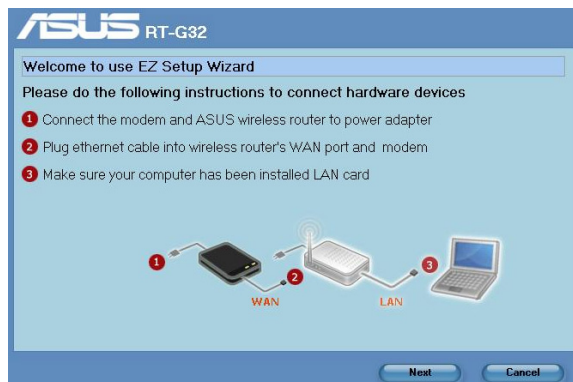 ASUS RT-G32
Welcome to use EZ Setup Wizard
Please do the following instructions to connect hardware devices
1 Connect the modem and ASUS wireless router to power adapter
2 Plug ethernet cable into wireless router's WAN port and modem
3 Make sure your computer has been installed LAN card
1
2
3
WAN
LAN
Next
Cancel